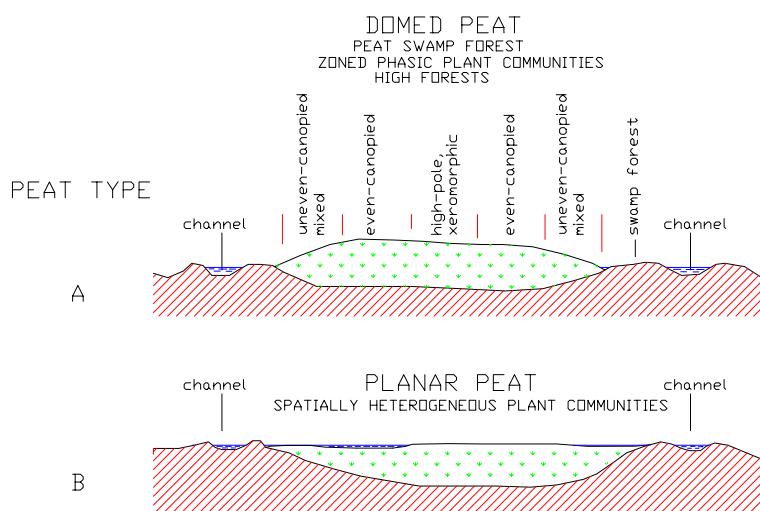 DOMED PEAT
PEAT SWAMP FOREST
ZONED PHASIC PLANT COMMUNITIES
HIGH FORESTS
uneven-canopied
mixed
even-canopied
high-pole,
xeromorphic
even-canopied
uneven-canopied
mixed
swamp forest
PEAT TYPE
channel
channel
A
PLANAR PEAT
channel
channel
SPATIALLY HETEROGENEOUS PLANT COMMUNITIES
B